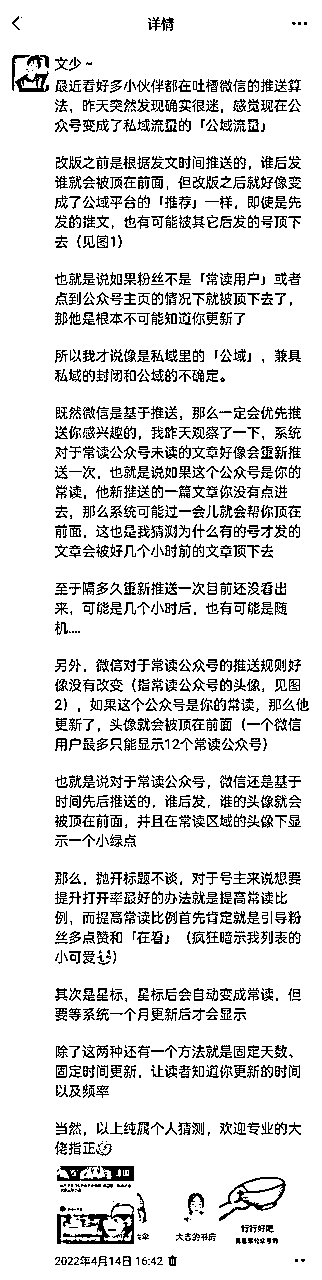 详情
文少~
最近看好多小伙伴都在吐槽微信的推送算
法，昨天突然发现确实很迷，感觉现在公
众号变成了私域流量的「公域流量」
改版之前是根据发文时间推送的，谁后发
谁就会被顶在前面，但改版之后就好像变
成了公域平台的「推荐」一样，即使是先
发的推文，也有可能被其它后发的号顶下
去（见图1）
也就是说如果粉丝不是「常读用户」或者
点到公众号主页的情况下就被顶下去了，
那他是根本不可能知道你更新了
所以我才说像是私域里的「公域」，兼具
私域的封闭和公域的不确定。
既然微信是基于推送，那么一定会优先推
送你感兴趣的，我昨天观察了一下，系统
对于常读公众号未读的文章好像会重新推
送一次，也就是说如果这个公众号是你的
常读，他新推送的一篇文章你没有点进
去，那么系统可能过一会儿就会帮你顶在
前面，这也是我猜测为什么有的号才发的
文章会被好几个小时前的文章顶下去
至于隔多久重新推送一次目前还没看出
来，可能是几个小时后，也有可能是随
机....
另外，微信对于常读公众号的推送规则好
像没有改变（指常读公众号的头像，见图
2），如果这个公众号是你的常读，那么他
更新了，头像就会被顶在前面（一个微信
用户最多只能显示12个常读公众号）
也就是说对于常读公众号，微信还是基于
时间先后推送的，谁后发，谁的头像就会
被顶在前面，并且在常读区域的头像下显
示一个小绿点
那么，抛开标题不谈，对于号主来说想要
提升打开率最好的办法就是提高常读比
例，而提高常读比例首先肯定就是引导粉
丝多点赞和「在看」（疯狂暗示我列表的
小可爱）
其次是星标，星标后会自动变成常读，但
要等系统一个月更新后才会显示
除了这两种还有一个方法就是固定天数、
固定时间更新，让读者知道你更新的时间
以及频率
当然，以上纯属个人猜测，欢迎专业的大
佬指正
大古的书房
行行好吧
2022年4月14日 16:42